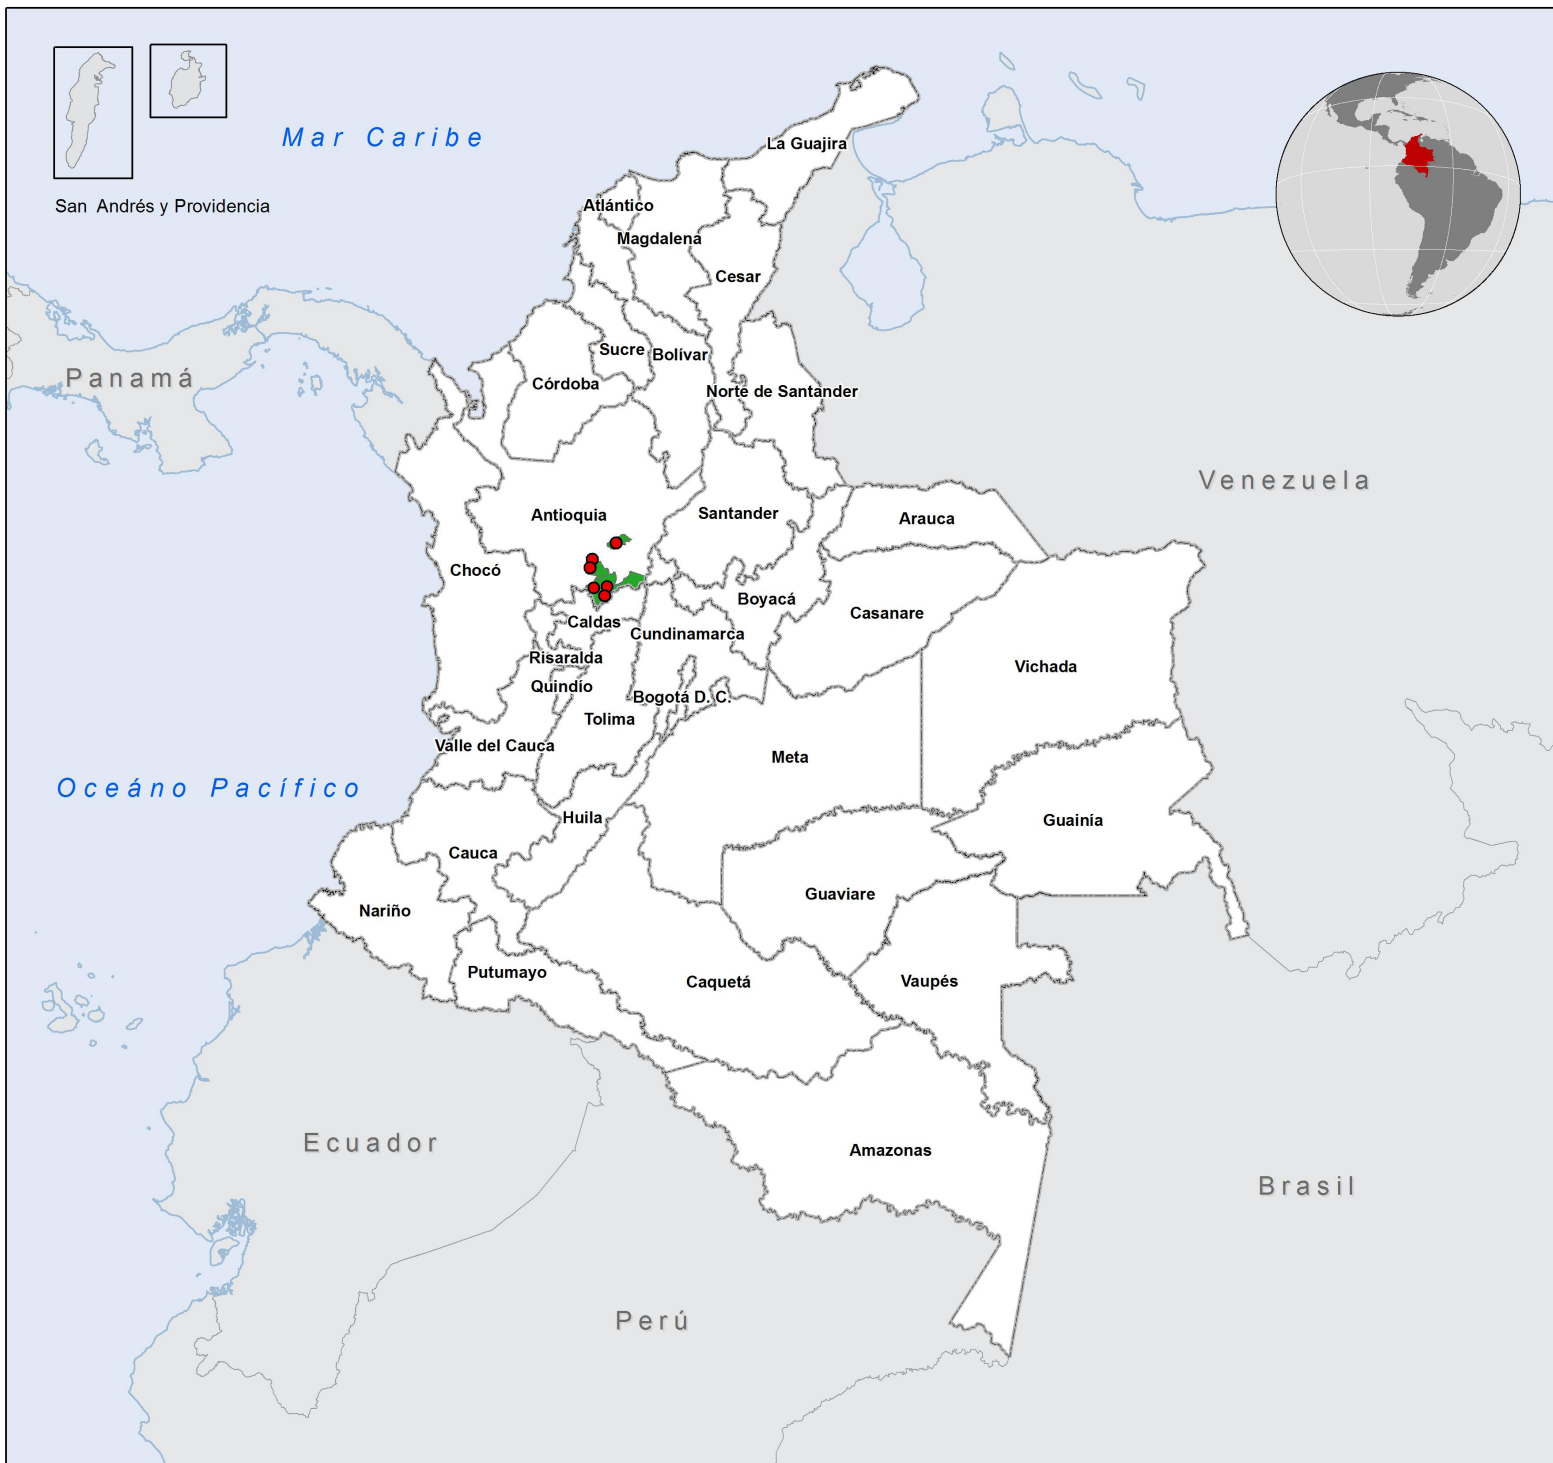 Mar Caribe
La Guajira
San Andrés y Providencia
Atlántico
Magdalena
Cesar
Sucre
Bolívar
Panamá
Córdoba
Norte de Santander
Venezuela
Antioquia
Santander
Arauca
Chocó
Boyacá
Casanare
Caldas
Cundinamarca
Risaralda
Vichada
Quindío
Bogotá D. C.
Tolima
Valle del Cauca
Meta
Oceáno Pacífico
Huila
Guainía
Cauca
Guaviare
Nariño
Putumayo
Caquetá
Vaupés
Ecuador
Amazonas
Brasil
Perú